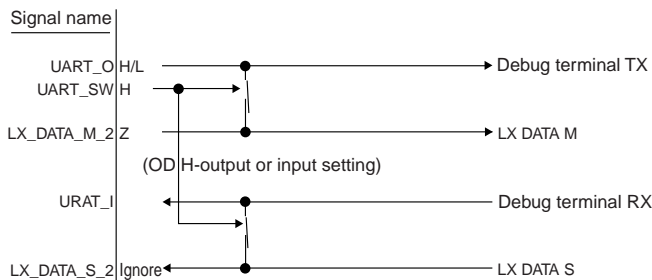 Signal name
UART_O H/L Debug terminal TX
UART_SW H
LX_DATA_M_2 Z LX DATA M
(OD H-output or input setting)
URAT_I Debug terminal RX
LX_DATA_S_2 Ignore LX DATA S